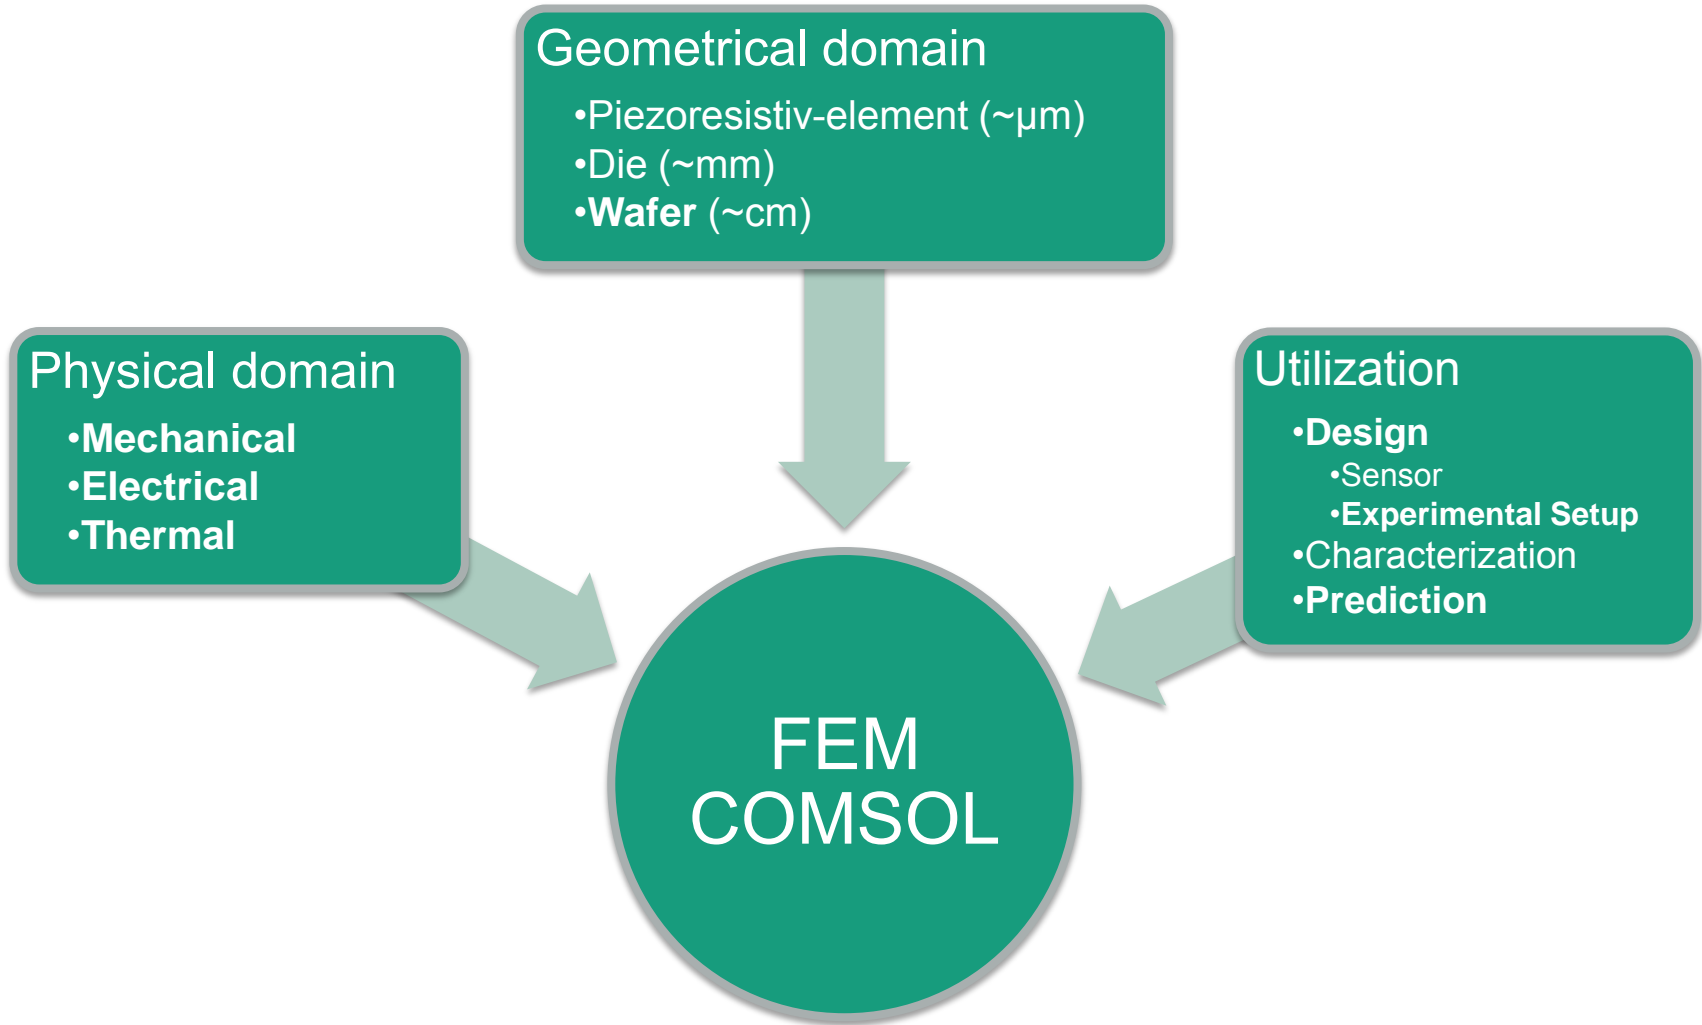 Geometrical domain
•Piezoresistiv-element (~µm)
•Die (~mm)
•Wafer (~cm)
Physical domain
•Mechanical
•Electrical
•Thermal
Utilization
•Design
•Sensor
•Experimental Setup
•Characterization
•Prediction
FEM
COMSOL